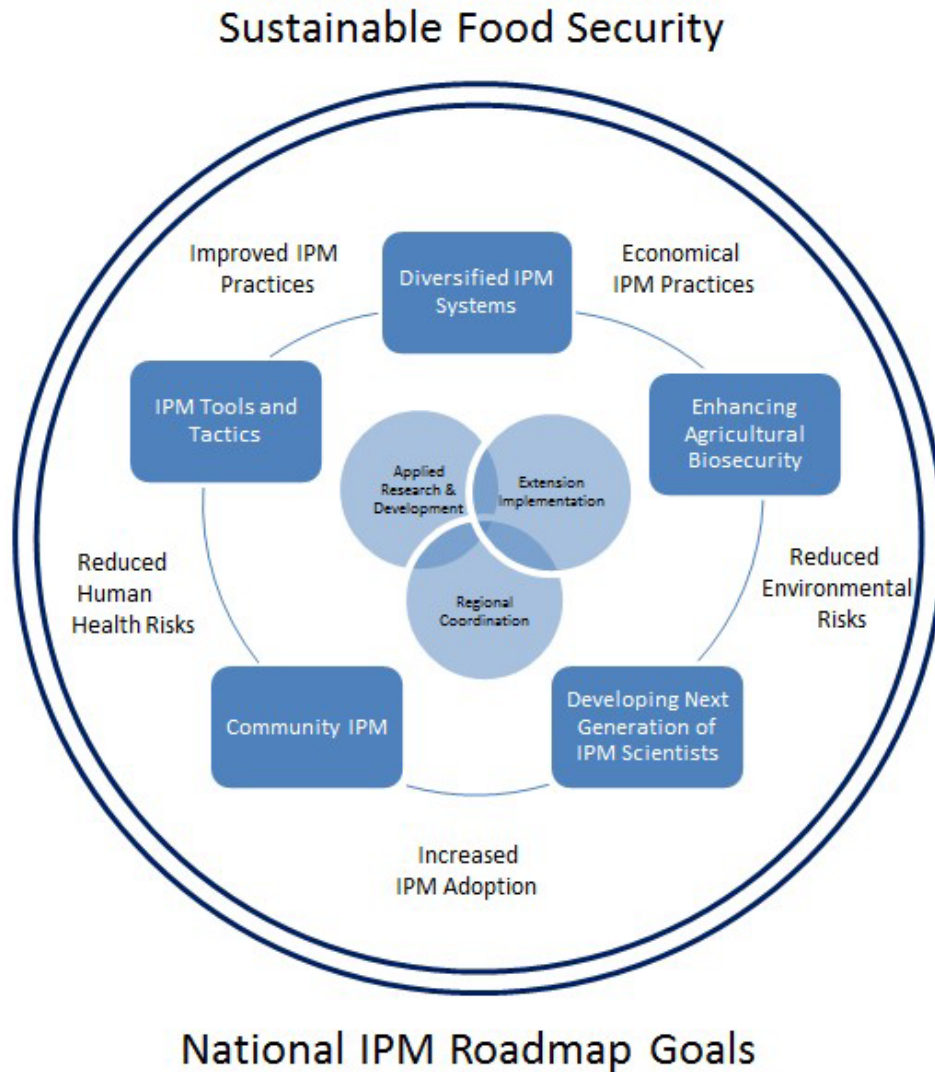 Sustainable Food Security
Improved IPM
Practices
Diversified IPM
Systems
Economical
IPM Practices
IPM Tools and
Tactics
Enhancing
Agricultural
Biosecurity
Applied
Research &
Development
Extension
Implementation
Regional
Coordination
Reduced
Human
Health Risks
Reduced
Environmental
Risks
Community IPM
Developing Next
Generation of
IPM Scientists
Increased
IPM Adoption
National IPM Roadmap Goals